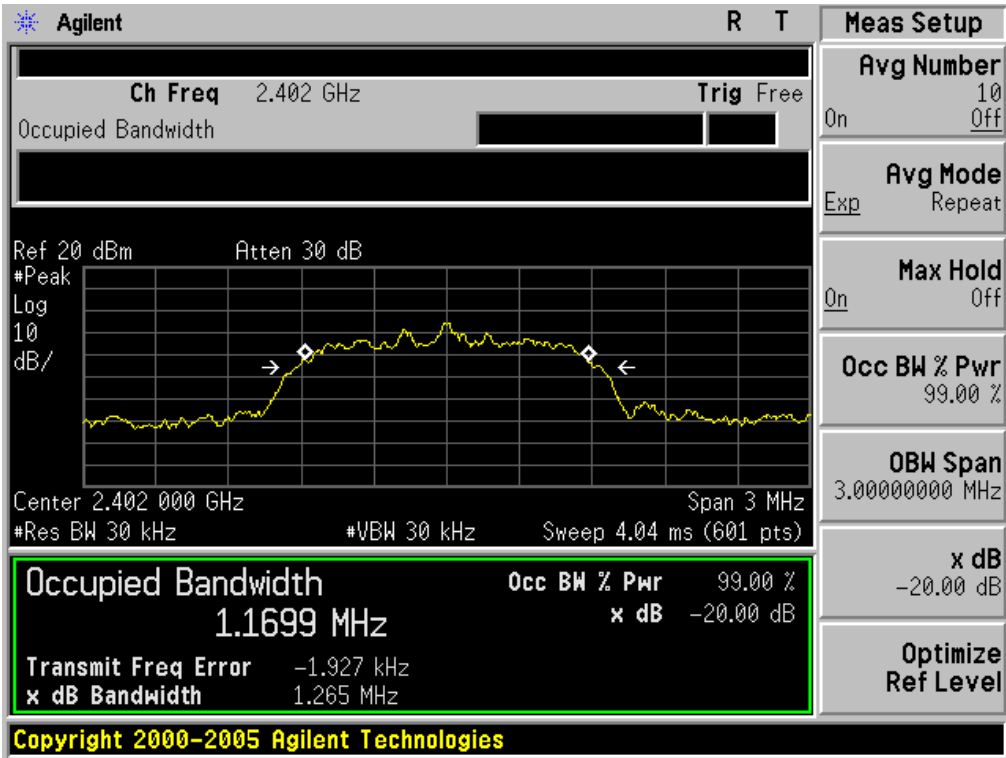 Agilent R T
Ch Freq 2.402 GHz Trig Free
Occupied Bandwidth
Ref 20 dBm Atten 30 dB
#Peak
Log
10
dB/
Center 2.402 000 GHz Span 3 MHz
#Res BW 30 kHz #VBW 30 kHz Sweep 4.04 ms (601 pts)
Occupied Bandwidth Occ BW % Pwr 99.00 %
1.1699 MHz x dB -20.00 dB
Transmit Freq Error -1.927 kHz
x dB Bandwidth 1.265 MHz
Copyright 2000-2005 Agilent Technologies
Meas Setup
Avg Number
10
On Off
Avg Mode
Exp Repeat
Max Hold
On Off
Occ BW % Pwr
99.00 %
OBW Span
3.00000000 MHz
x dB
-20.00 dB
Optimize
Ref Level